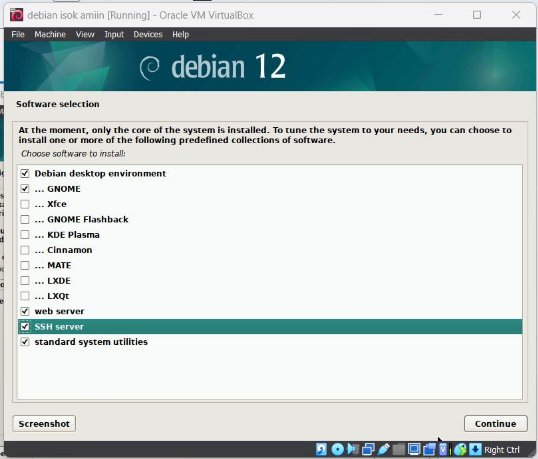 debian isok amiin [Running] - Oracle VM VirtualBox
File Machine View Input Devices Help
debian 12
Software selection
At the moment, only the core of the system is installed. To tune the system to your needs, you can choose to
install one or more of the following predefined collections of software.
Choose software to install:
Debian desktop environment
... GNOME
... Xfce
... GNOME Flashback
... KDE Plasma
... Cinnamon
... MATE
... LXDE
... LXQt
web server
SSH server
standard system utilities
Screenshot Continue
Right Ctrl